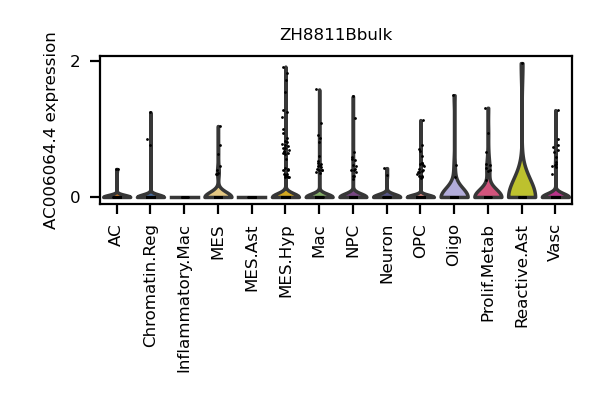 ZH8811Bbulk
AC006064.4 expression
2
0
AC
Chromatin.Reg
Inflammatory.Mac
MES
MES.Ast
MES.Hyp
Mac
NPC
Neuron
OPC
Oligo
Prolif.Metab
Reactive.Ast
Vasc